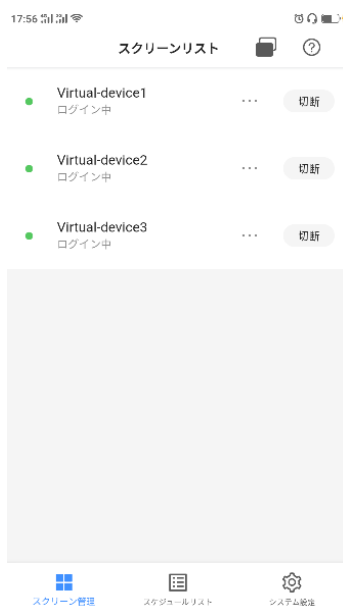 17:56
スクリーンリスト
Virtual-device1
ログイン中
切断
Virtual-device2
ログイン中
切断
Virtual-device3
ログイン中
切断
スクリーン管理
スケジュールリスト
システム設定